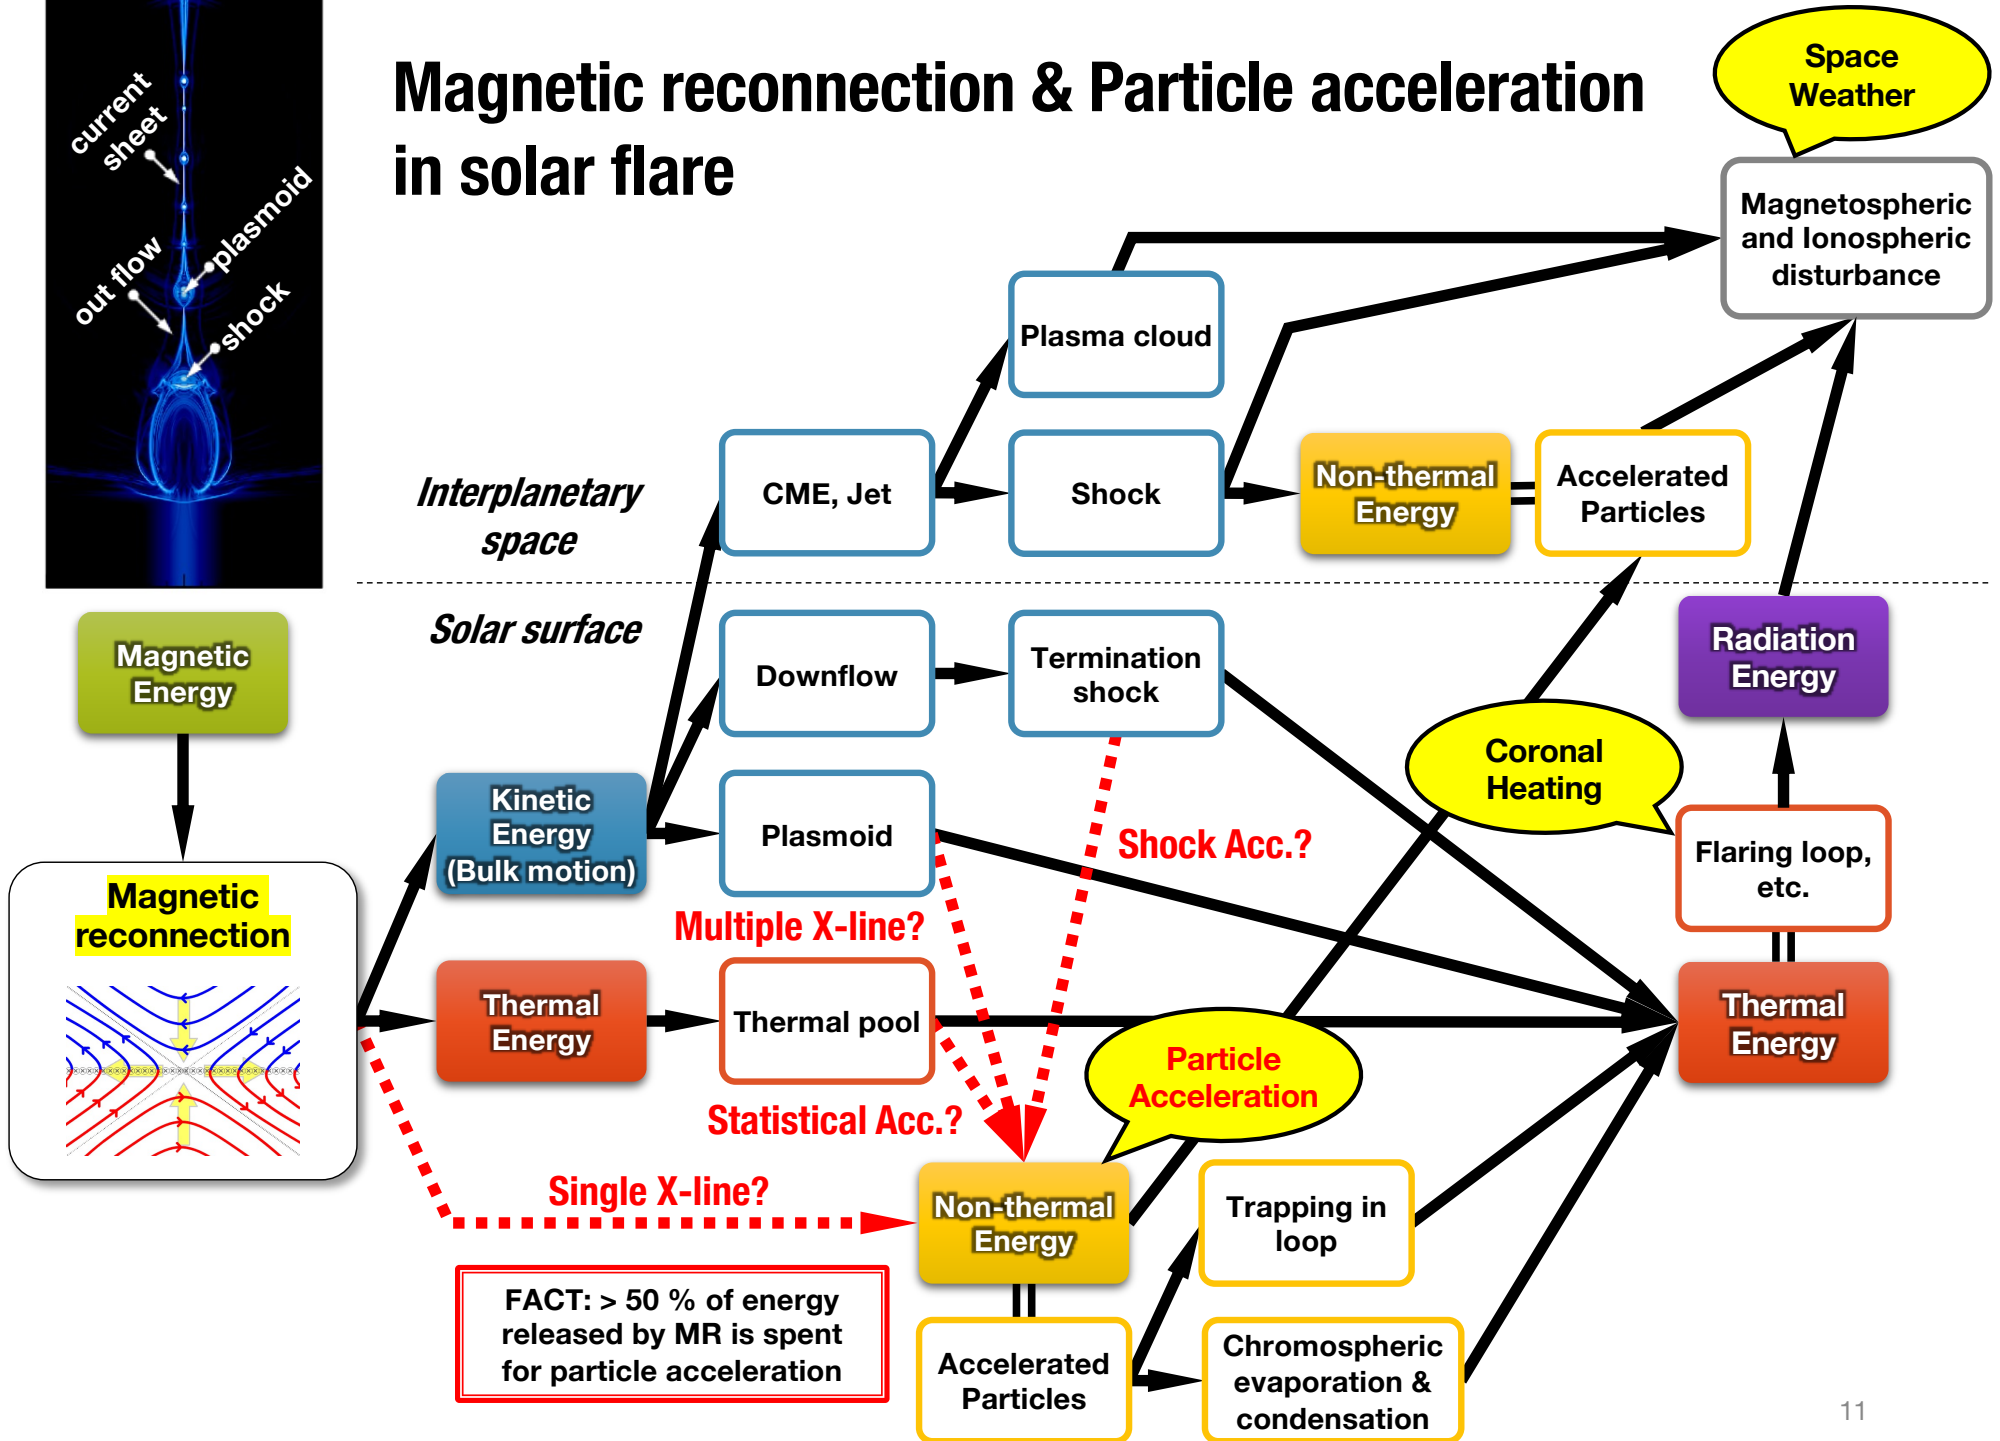 Magnetic reconnection & Particle acceleration
in solar flare
current
sheet
plasmoid
out flow
shock
Space
Weather
Magnetospheric
and Ionospheric
disturbance
Plasma cloud
Interplanetary
space
CME, Jet
Shock
Non-thermal
Energy
Accelerated
Particles
Solar surface
Magnetic
Energy
Downflow
Termination
shock
Radiation
Energy
Coronal
Heating
Kinetic
Energy
(Bulk motion)
Plasmoid
Shock Acc.?
Flaring loop,
etc.
Magnetic
reconnection
Multiple X-line?
Thermal
Energy
Thermal pool
Thermal
Energy
Particle
Acceleration
Statistical Acc.?
Single X-line?
Non-thermal
Energy
Trapping in
loop
FACT: > 50 % of energy
released by MR is spent
for particle acceleration
Accelerated
Particles
Chromospheric
evaporation &
condensation
11